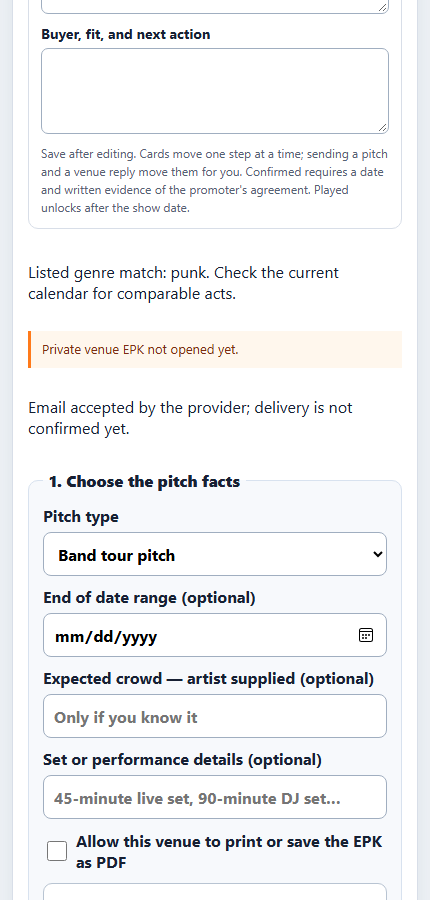 Buyer, fit, and next action
Save after editing. Cards move one step at a time; sending a pitch
and a venue reply move them for you. Confirmed requires a date
and written evidence of the promoter's agreement. Played
unlocks after the show date.
Listed genre match: punk. Check the current
calendar for comparable acts.
Private venue EPK not opened yet.
Email accepted by the provider; delivery is not
confirmed yet.
1. Choose the pitch facts
Pitch type
Band tour pitch
End of date range (optional)
mm/dd/yyyy
Expected crowd — artist supplied (optional)
Only if you know it
Set or performance details (optional)
45-minute live set, 90-minute DJ set...
Allow this venue to print or save the EPK
as PDF